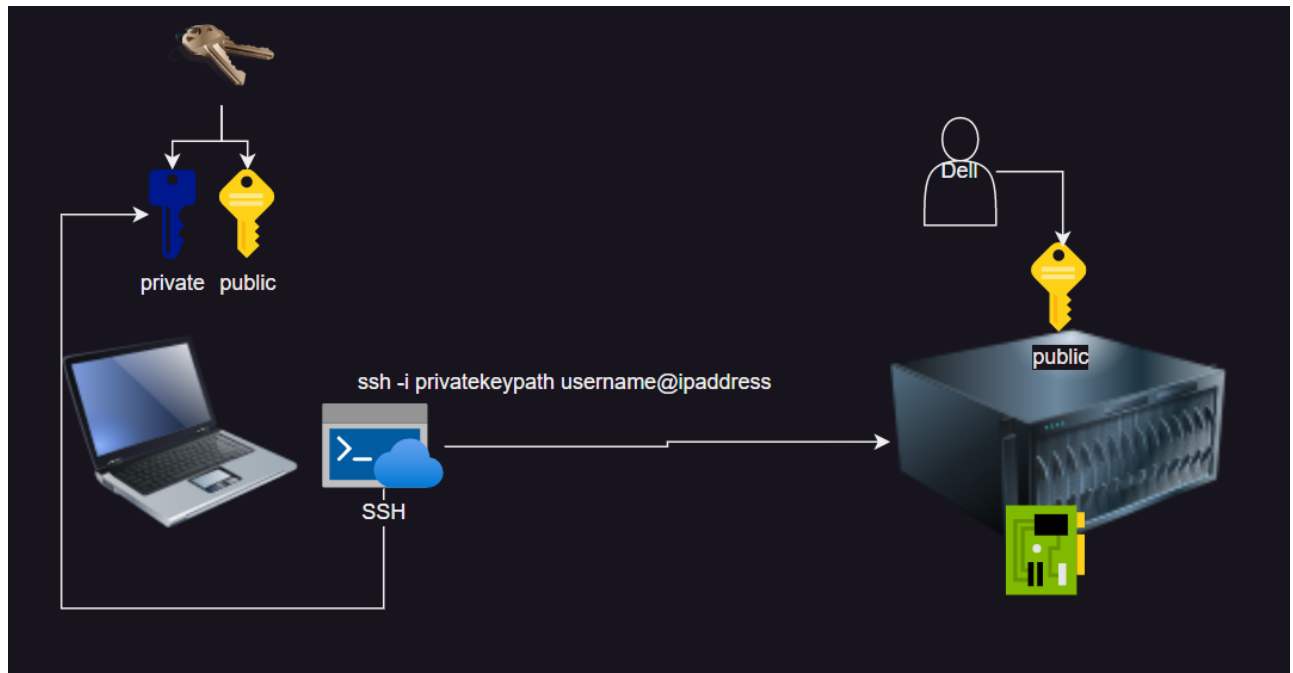 Dell
private public
public
ssh -i privatekeypath username@ipaddress
SSH